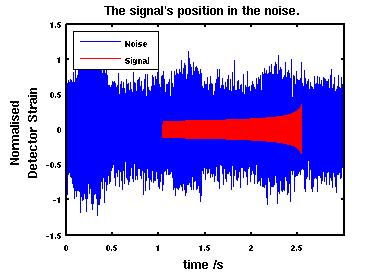 The signal's position in the noise.
Noise
Signal
Normalised
Detector Strain
1.5
1
0.5
0
-0.5
-1
-1.5
0 0.5 1 1.5 2 2.5
time /s